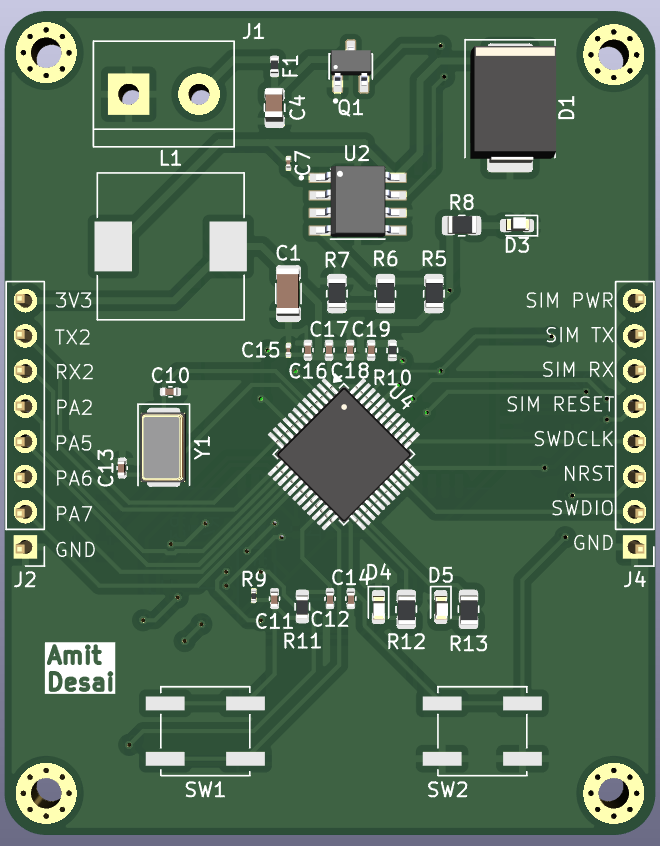 J1
F1
C4
Q1
D1
L1
C7
U2
R8
D3
C1
R7
R6
R5
3V3
SIM PWR
TX2
SIM TX
C17
C19
C15
C16
C18
R10
RX2
SIM RX
C10
U4
PA2
SIM RESET
Y1
PA5
SWDCLK
C13
PA6
NRST
PA7
SWDIO
GND
GND
J2
J4
R9
C14
D4
D5
C11
C12
R11
R12
R13
Amit
Desai
SW1
SW2